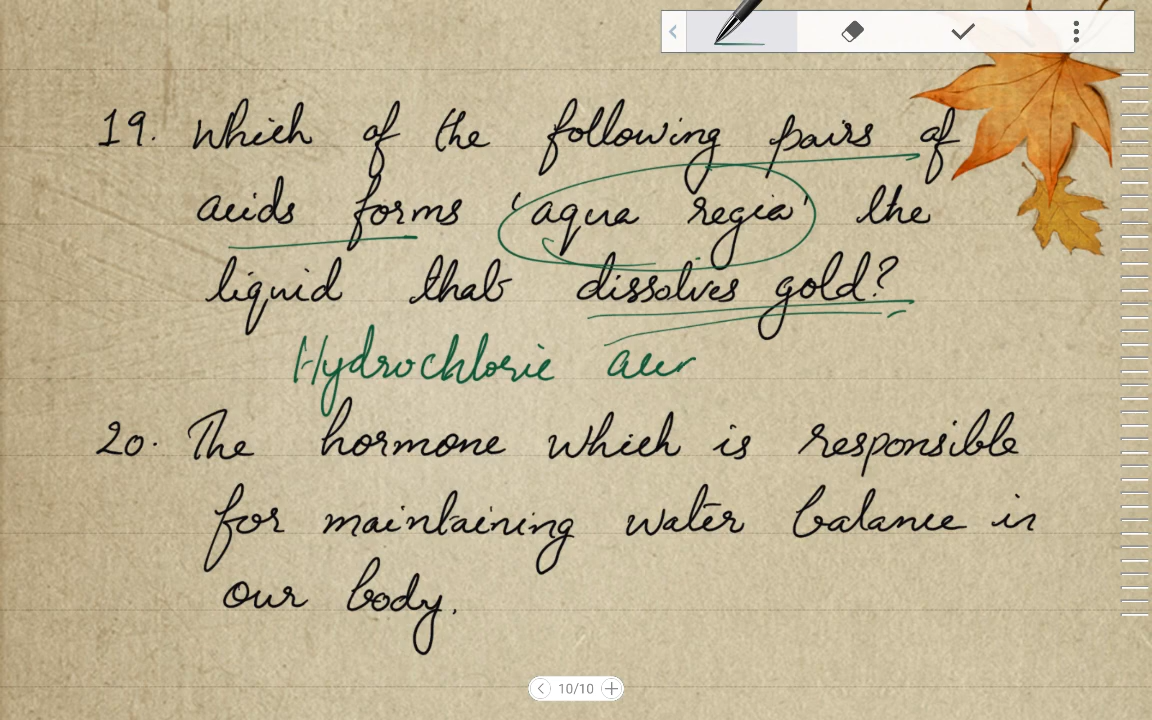 19. Which of the following pairs of
acids forms 'aqua regia' the
liquid that dissolves gold?
Hydrochloric
20. The hormone which is responsible
for maintaining water balance in
our body.
10/10